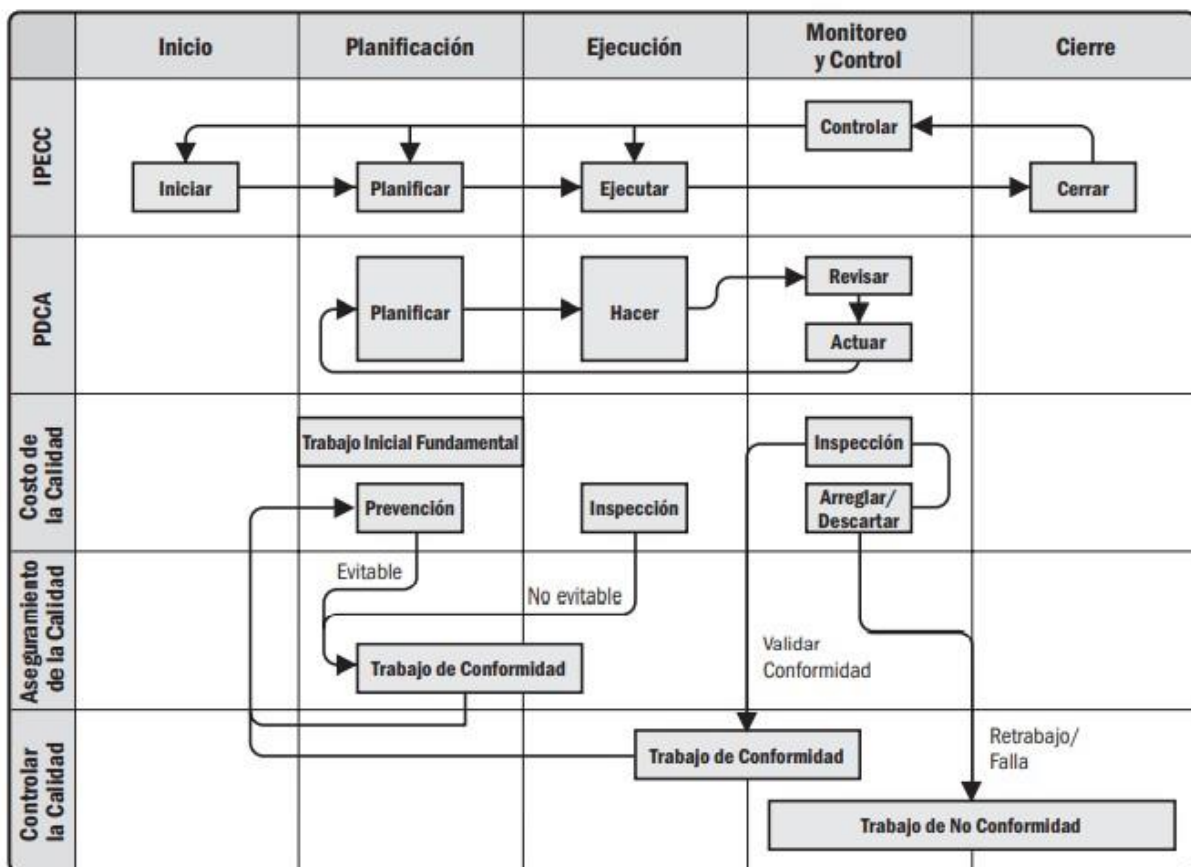 Inicio
Planificación
Ejecución
Monitoreo
y Control
Cierre
IPECC
Controlar
Iniciar
Planificar
Ejecutar
Cerrar
PDCA
Planificar
Hacer
Revisar
Actuar
Costo de
la Calidad
Trabajo Inicial Fundamental
Inspección
Prevención
Inspección
Arreglar/
Descartar
Aseguramiento
de la Calidad
Evitable
No evitable
Trabajo de Conformidad
Validar
Conformidad
Controlar
la Calidad
Trabajo de Conformidad
Retrabajo/
Falla
Trabajo de No Conformidad